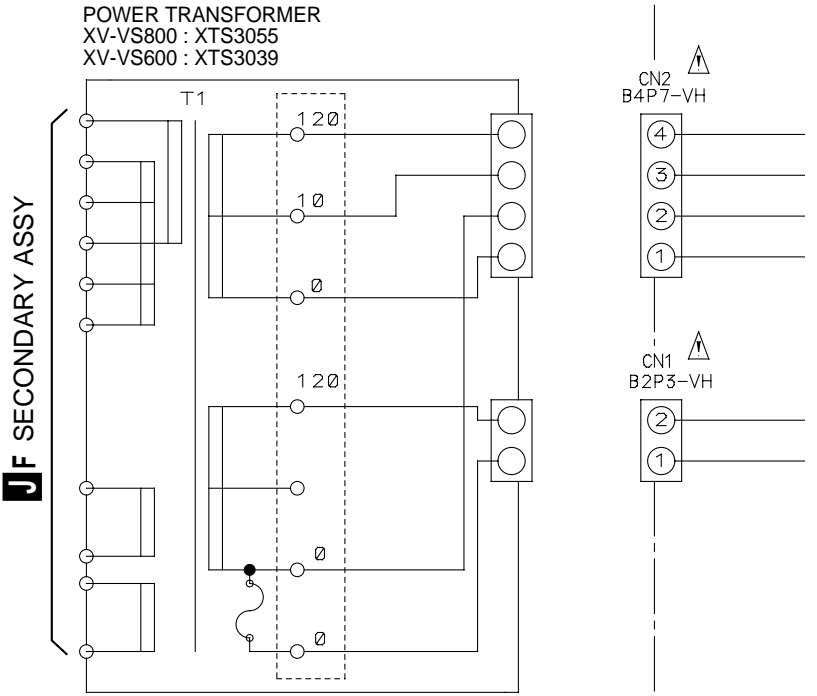 POWER TRANSFORMER
XV-VS800 : XTS3055
XV-VS600 : XTS3039
T1
120
10
0
120
0
0
CN2
B4P7-VH
4
3
2
1
CN1
B2P3-VH
2
1
J F SECONDARY ASSY